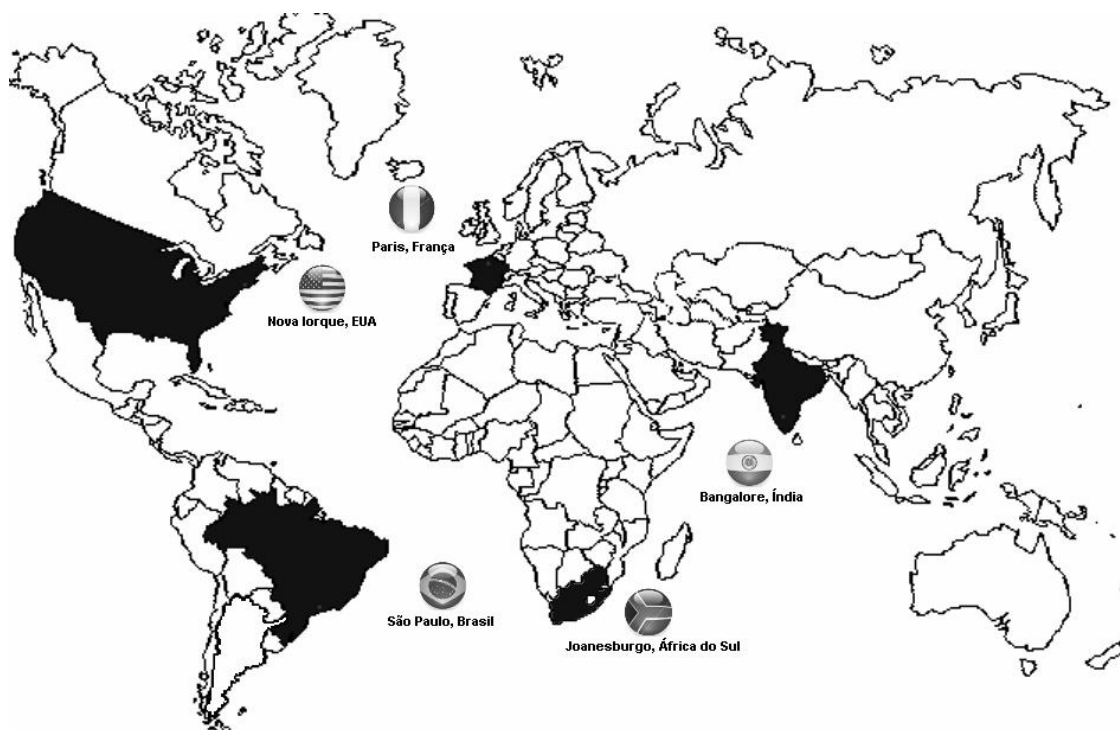 Paris, França
Nova Iorque, EUA
Bangalore, Índia
São Paulo, Brasil
Joanesburgo, África do Sul